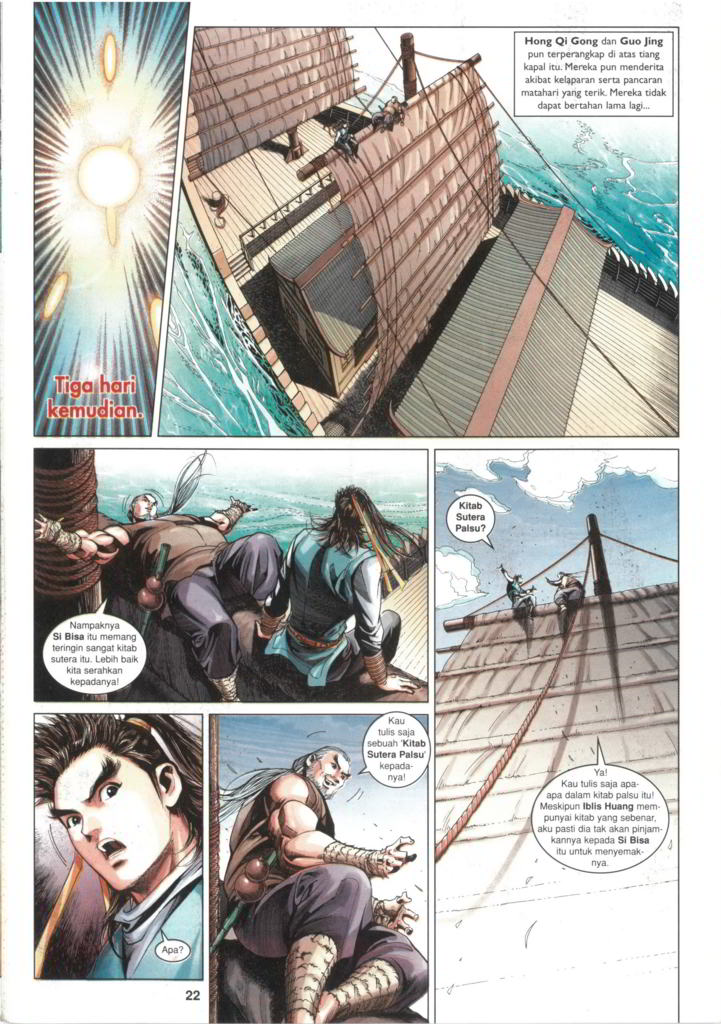 Tiga hari
kemudian.
Hong Qi Gong dan Guo Jing
pun terperangkap di atas tiang
kapal itu. Mereka pun menderita
akibat kelaparan serta pancaran
matahari yang terik. Mereka tidak
dapat bertahan lama lagi...
Nampaknya
Si Bisa itu memang
teringin sangat kitab
sutera itu. Lebih baik
kita serahkan
kepadanya!
Apa?
Kau
tulis saja
sebuah 'Kitab
Sutera Palsu'
kepada-
nya!
Kitab
Sutera
Palsu?
Ya!
Kau tulis saja apa-
apa dalam kitab palsu itu!
Meskipun Iblis Huang mem-
punyai kitab yang sebenar,
aku pasti dia tak akan pinjam-
kannya kepada Si Bisa
itu untuk menyemak-
nya.
22